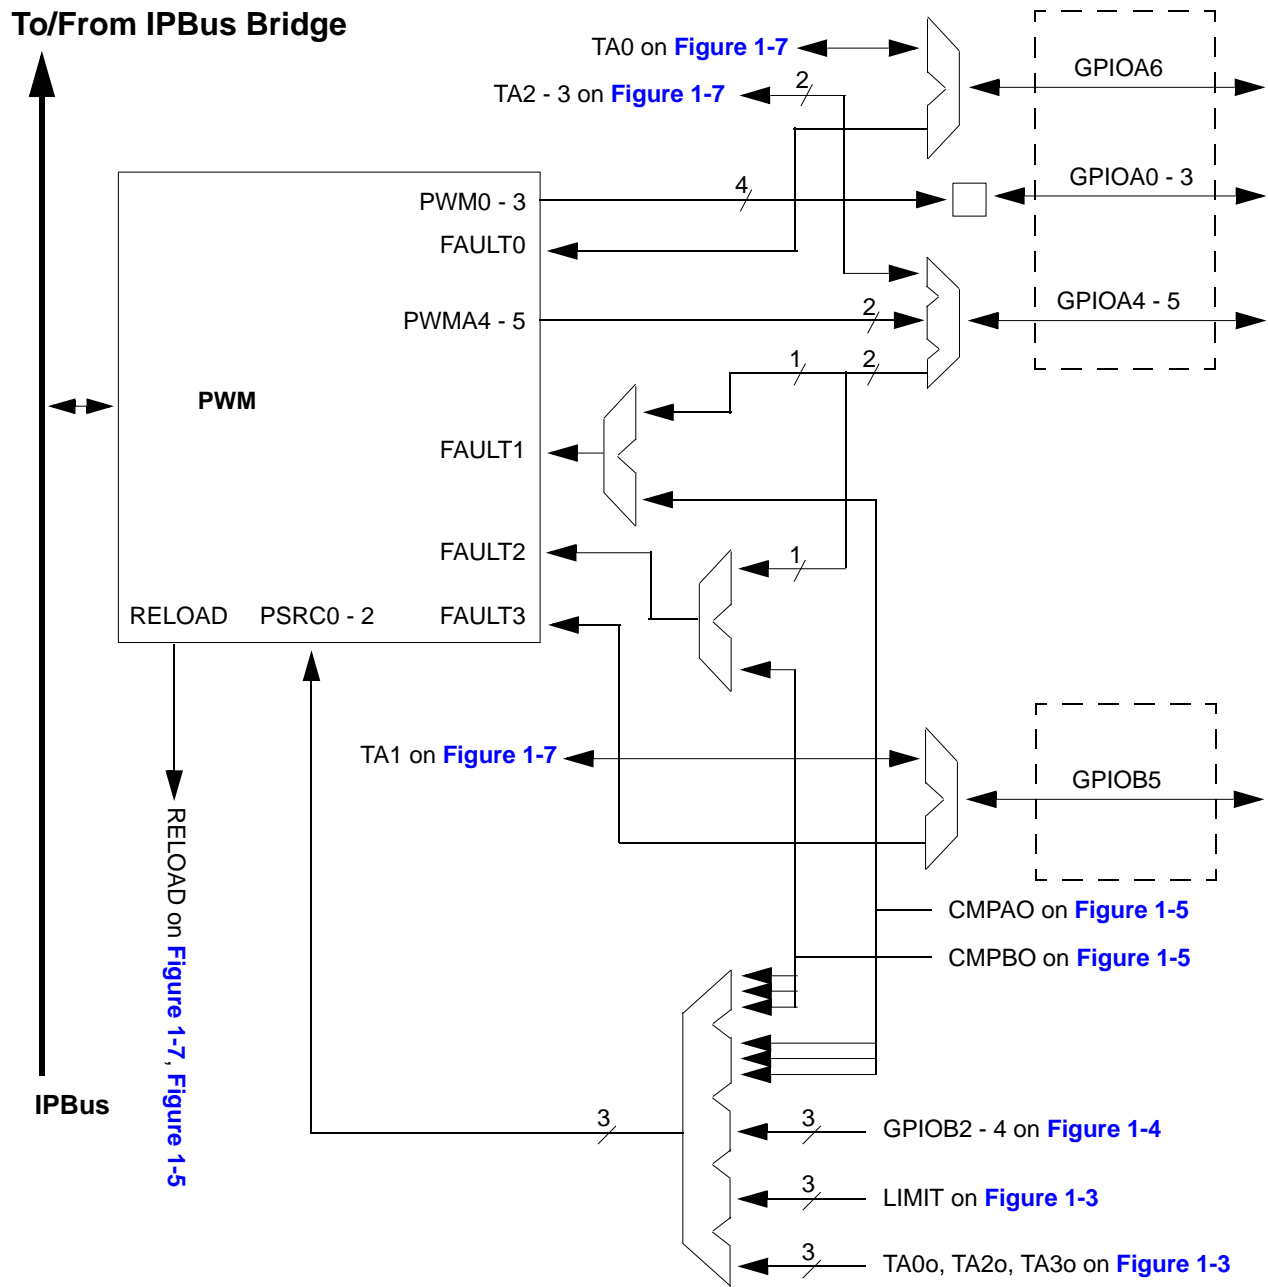 To/From IPBus Bridge
TA0 on Figure 1-7
GPIOA6
2
TA2 - 3 on Figure 1-7
PWM0 - 3
4
GPIOA0 - 3
FAULT0
PWMA4 - 5
2
GPIOA4 - 5
1
2
PWM
FAULT1
FAULT2
1
RELOAD
PSRC0 - 2
FAULT3
TA1 on Figure 1-7
GPIOB5
RELOAD on Figure 1-7, Figure 1-5
CMPAO on Figure 1-5
CMPBO on Figure 1-5
IPBus
3
3
GPIOB2 - 4 on Figure 1-4
3
LIMIT on Figure 1-3
3
TA0o, TA2o, TA3o on Figure 1-3